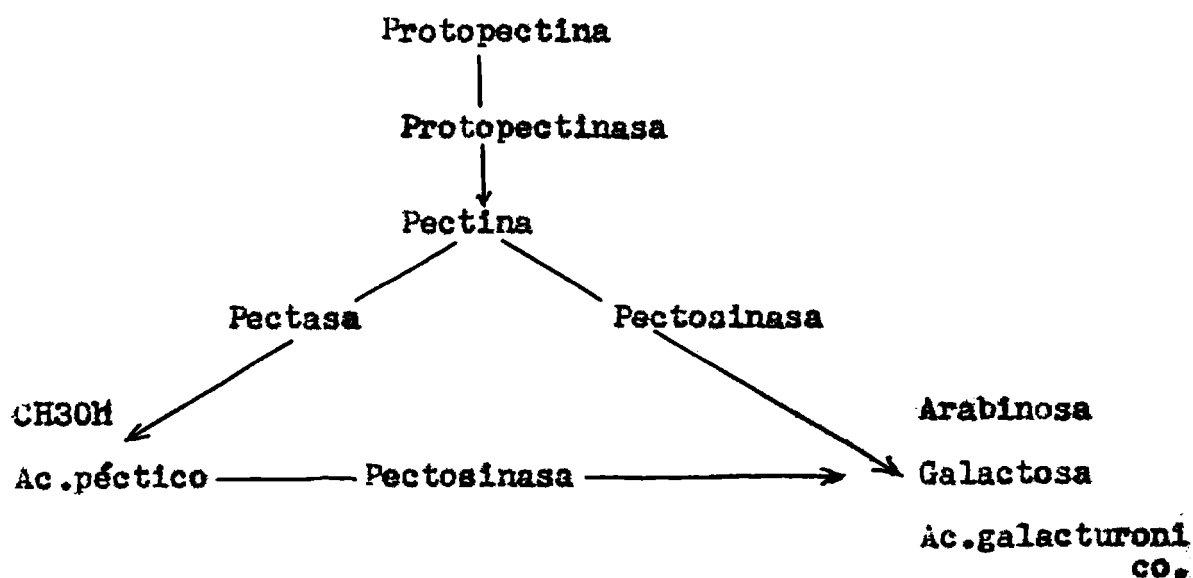 Protopectina
Protopectinasa
Pectina
Pectasa Pectosinasa
CH3OH Arabinosa
Ac.péctico Pectosinasa Galactosa
Ac.galacturoni
co.